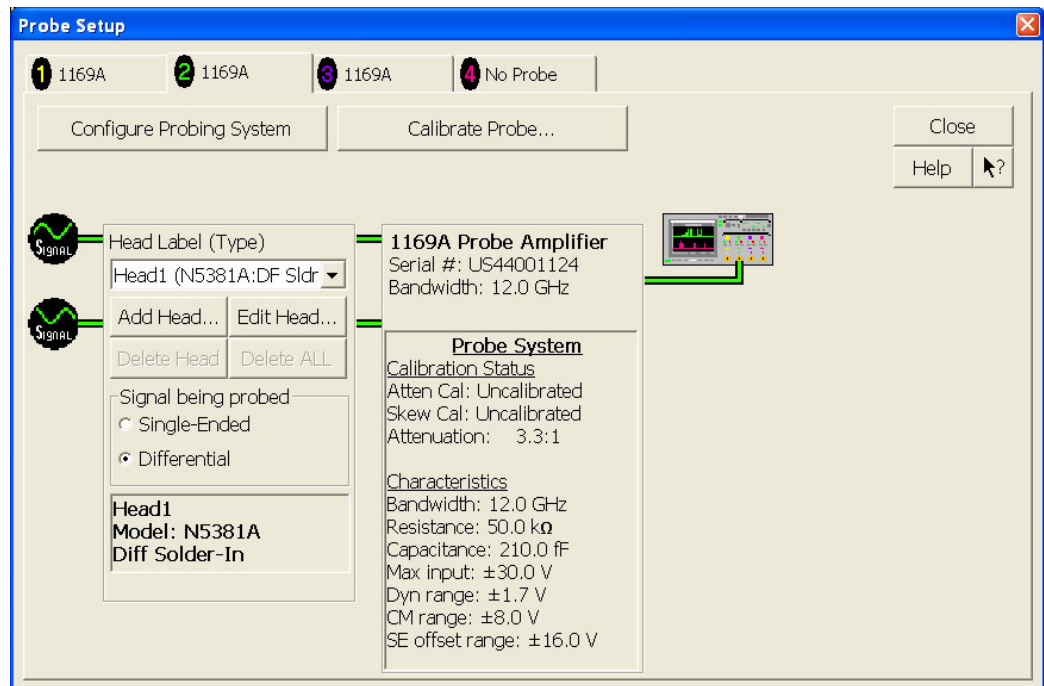 Probe Setup
1 1169A
2 1169A
3 1169A
4 No Probe
Configure Probing System
Calibrate Probe...
Close
Help
?
Signal
Signal
Head Label (Type)
Head1 (N5381A:DF Sldr
Add Head...
Edit Head...
Delete Head
Delete ALL
Signal being probed
Single-Ended
Differential
Head1
Model: N5381A
Diff Solder-In
1169A Probe Amplifier
Serial #: US44001124
Bandwidth: 12.0 GHz
Probe System
Calibration Status
Atten Cal: Uncalibrated
Skew Cal: Uncalibrated
Attenuation: 3.3:1
Characteristics
Bandwidth: 12.0 GHz
Resistance: 50.0 kΩ
Capacitance: 210.0 fF
Max input: ±30.0 V
Dyn range: ±1.7 V
CM range: ±8.0 V
SE offset range: ±16.0 V